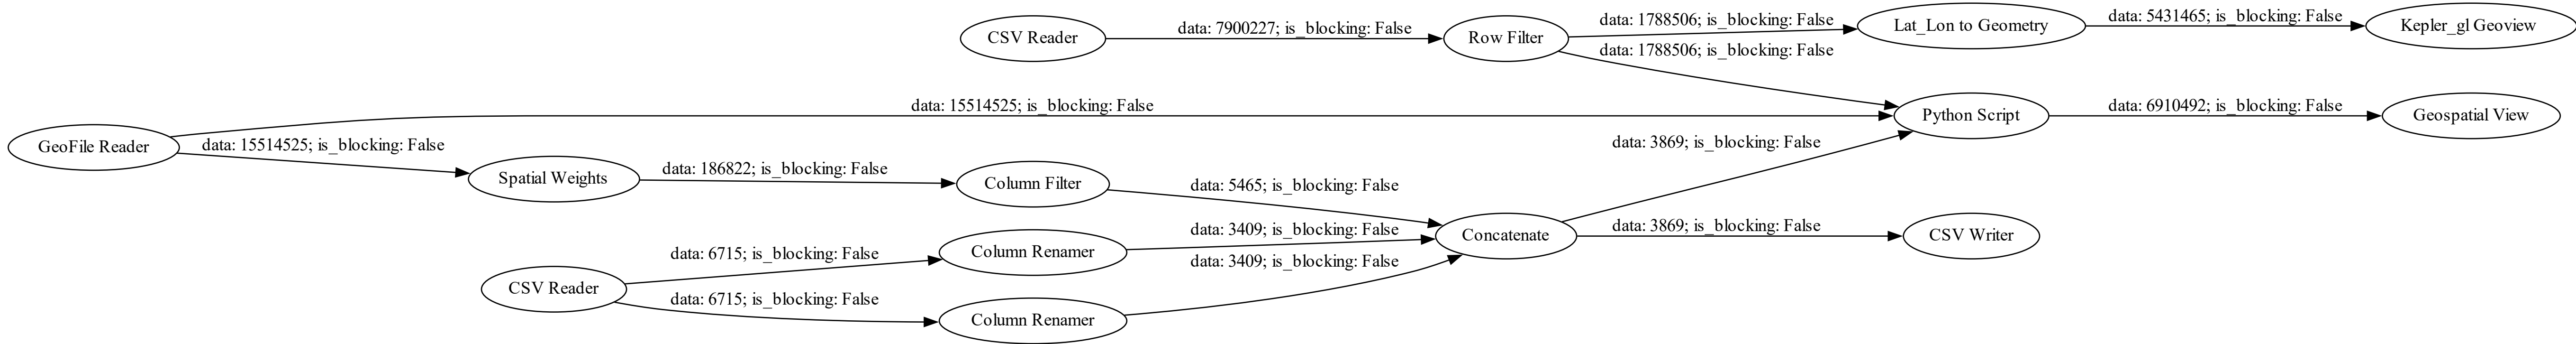 CSV Reader
data: 7900227; is_blocking: False
Row Filter
data: 1788506; is_blocking: False
Lat_Lon to Geometry
data: 5431465; is_blocking: False
Kepler_gl Geoview
data: 1788506; is_blocking: False
GeoFile Reader
data: 15514525; is_blocking: False
Python Script
data: 6910492; is_blocking: False
Geospatial View
data: 15514525; is_blocking: False
Spatial Weights
data: 186822; is_blocking: False
Column Filter
data: 5465; is_blocking: False
data: 3869; is_blocking: False
CSV Reader
data: 6715; is_blocking: False
Column Renamer
data: 3409; is_blocking: False
Concatenate
data: 3869; is_blocking: False
CSV Writer
data: 6715; is_blocking: False
Column Renamer
data: 3409; is_blocking: False